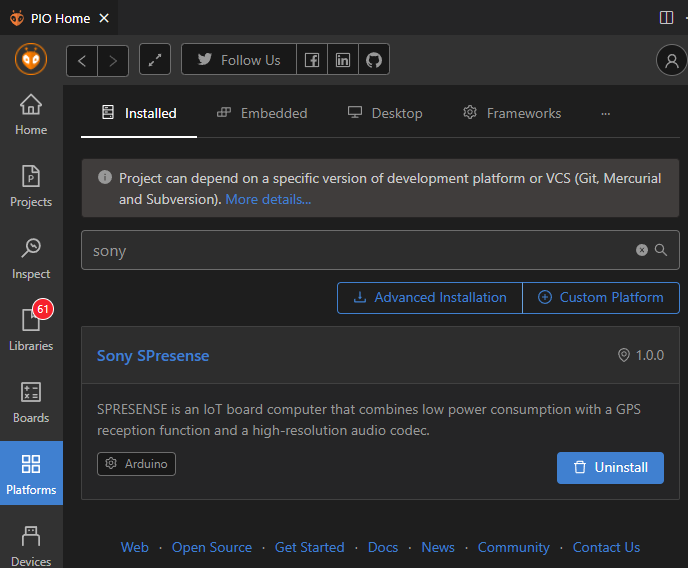 PIO Home
Follow Us
Home
Projects
Inspect
61
Libraries
Boards
Platforms
Devices
Installed
Embedded
Desktop
Frameworks
...
Project can depend on a specific version of development platform or VCS (Git, Mercurial
and Subversion). More details...
sony
Advanced Installation
Custom Platform
Sony SPresense
1.0.0
SPRESENSE is an IoT board computer that combines low power consumption with a GPS
reception function and a high-resolution audio codec.
Arduino
Uninstall
Web · Open Source · Get Started · Docs · News · Community · Contact Us